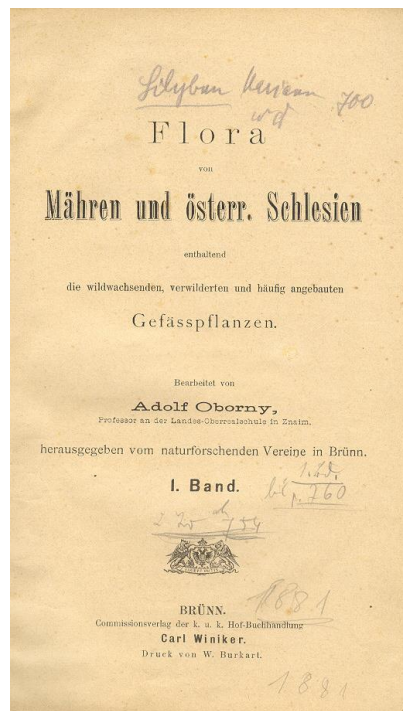 700
Flora
von
Mähren und österr. Schlesien
enthaltend
die wildwachsenden, verwilderten und häufig angebauten
Gefässpflanzen.
Bearbeitet von
Adolf Oborny,
Professor an der Landes-Oberrealschule in Znaim,
herausgegeben vom naturforschenden Vereine in Brünn.
I. Band.
p. 760
1881
BRÜNN.
Commissionsverlag der k. a. k. Hof-Buchhandlung
Carl Winiker.
Druck von W. Burkart.
1881